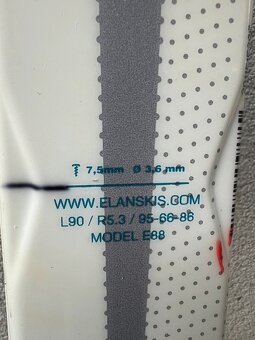 7,5mm Ø 3,6 mm
WWW.ELANSKIS.COM
L90 / R5.3 / 95-66-86
MODEL E88